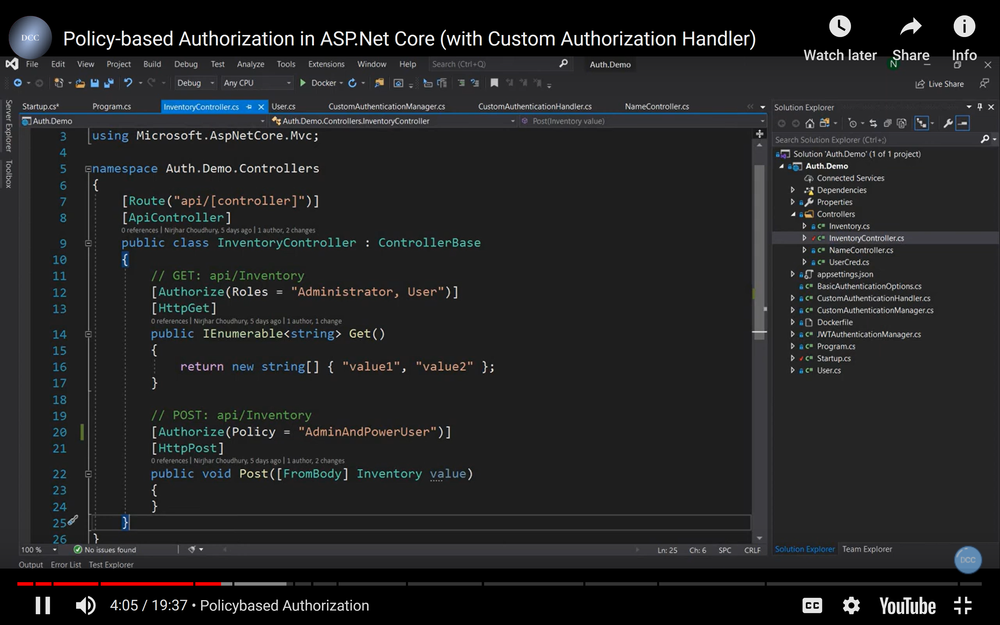 DCC
Policy-based Authorization in ASP.Net Core (with Custom Authorization Handler)
Watch later
Share
Info
File Edit View Project Build Debug Test Analyze Tools Extensions Window Help Search (Ctrl+Q) Auth.Demo N
Debug Any CPU Docker Live Share
Server Explorer
Toolbox
Startup.cs* Program.cs InventoryController.cs User.cs CustomAuthenticationManager.cs CustomAuthenticationHandler.cs NameController.cs
Auth.Demo Auth.Demo.Controllers.InventoryController Post(Inventory value)
3 using Microsoft.AspNetCore.Mvc;
4
5 namespace Auth.Demo.Controllers
6 {
7 [Route("api/[controller]")]
8 [ApiController]
0 references | Nirjhar Choudhury, 5 days ago | 1 author, 2 changes
9 public class InventoryController : ControllerBase
10 {
11 // GET: api/Inventory
12 [Authorize(Roles = "Administrator, User")]
13 [HttpGet]
0 references | Nirjhar Choudhury, 5 days ago | 1 author, 1 change
14 public IEnumerable<string> Get()
15 {
16 return new string[] { "value1", "value2" };
17 }
18
19 // POST: api/Inventory
20 [Authorize(Policy = "AdminAndPowerUser")]
21 [HttpPost]
0 references | Nirjhar Choudhury, 5 days ago | 1 author, 2 changes
22 public void Post([FromBody] Inventory value)
23 {
24 }
25 }
26 }
100 % No issues found Ln: 25 Ch: 6 SPC CRLF
Output Error List Test Explorer
Solution Explorer
Search Solution Explorer (Ctrl+;)
Solution 'Auth.Demo' (1 of 1 project)
Auth.Demo
Connected Services
Dependencies
Properties
Controllers
C# Inventory.cs
C# InventoryController.cs
C# NameController.cs
C# UserCred.cs
appsettings.json
C# BasicAuthenticationOptions.cs
C# CustomAuthenticationHandler.cs
C# CustomAuthenticationManager.cs
Dockerfile
C# JWTAuthenticationManager.cs
C# Program.cs
C# Startup.cs
C# User.cs
Solution Explorer Team Explorer
DCC
4:05 / 19:37 • Policybased Authorization
CC
YouTube